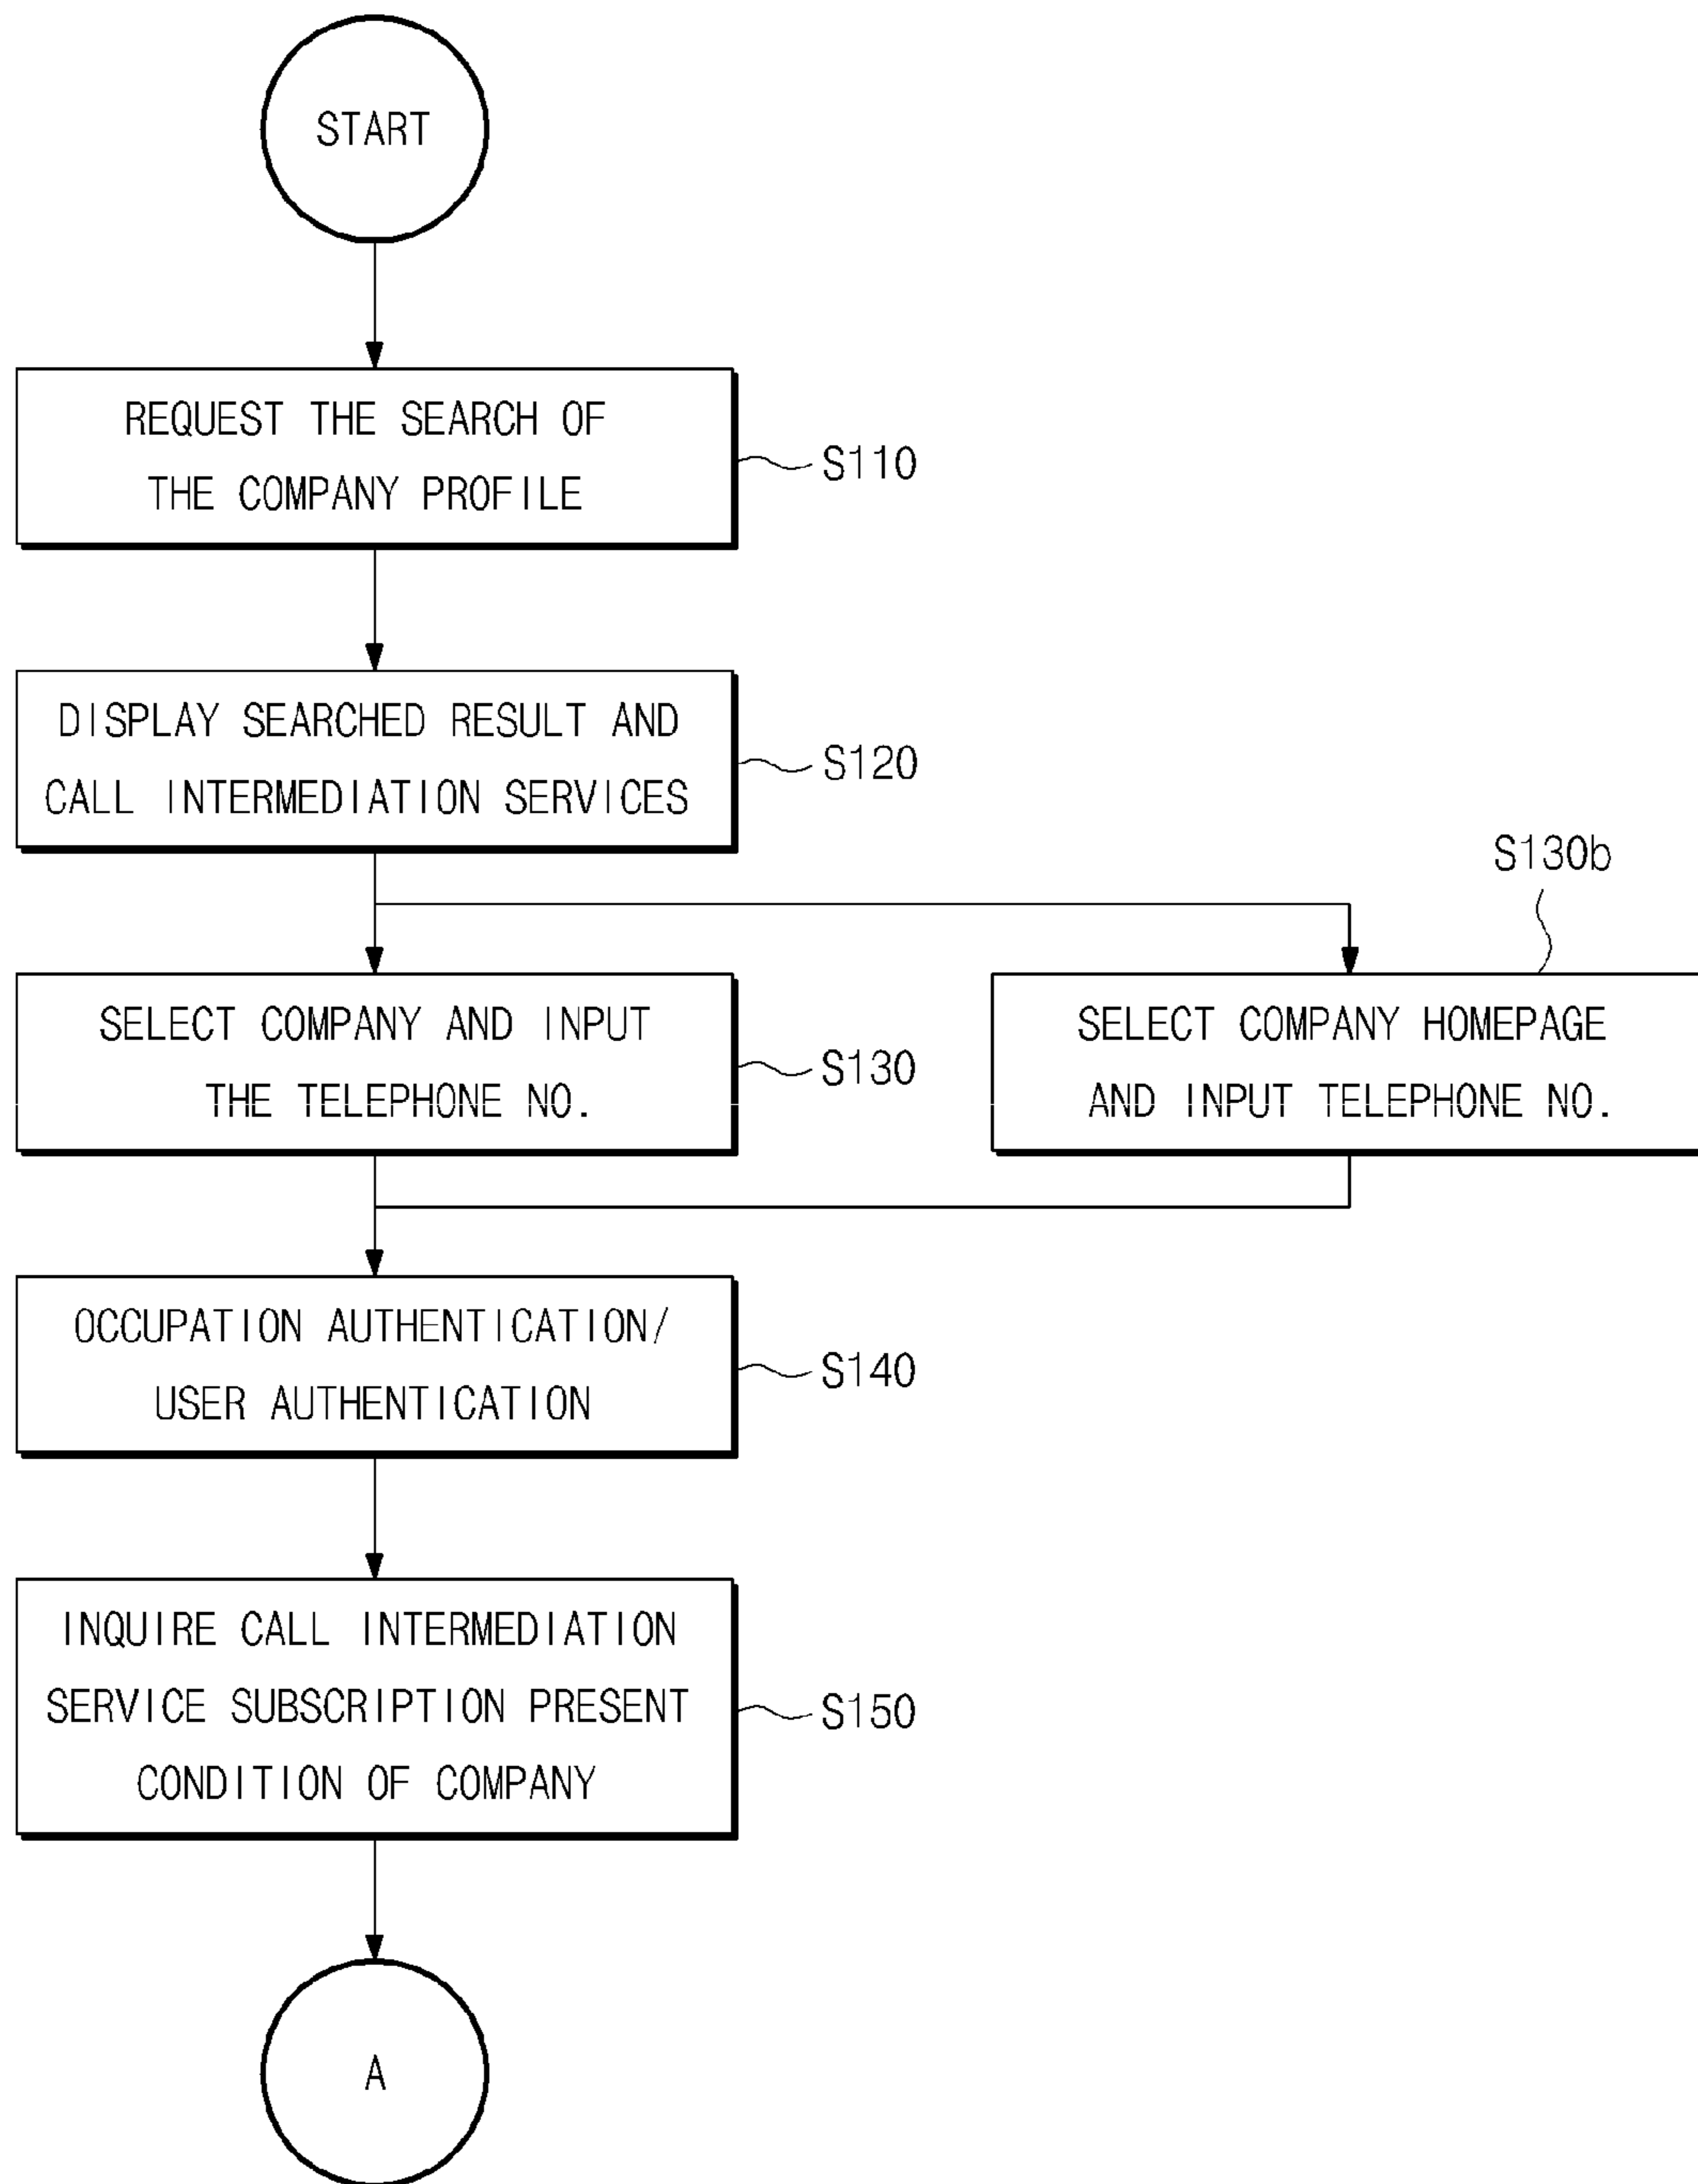 START
REQUEST THE SEARCH OF
THE COMPANY PROFILE
S110
DISPLAY SEARCHED RESULT AND
CALL INTERMEDIATION SERVICES
S120
S130b
SELECT COMPANY AND INPUT
THE TELEPHONE NO.
S130
SELECT COMPANY HOMEPAGE
AND INPUT TELEPHONE NO.
OCCUPATION AUTHENTICATION/
USER AUTHENTICATION
S140
INQUIRE CALL INTERMEDIATION
SERVICE SUBSCRIPTION PRESENT
CONDITION OF COMPANY
S150
A